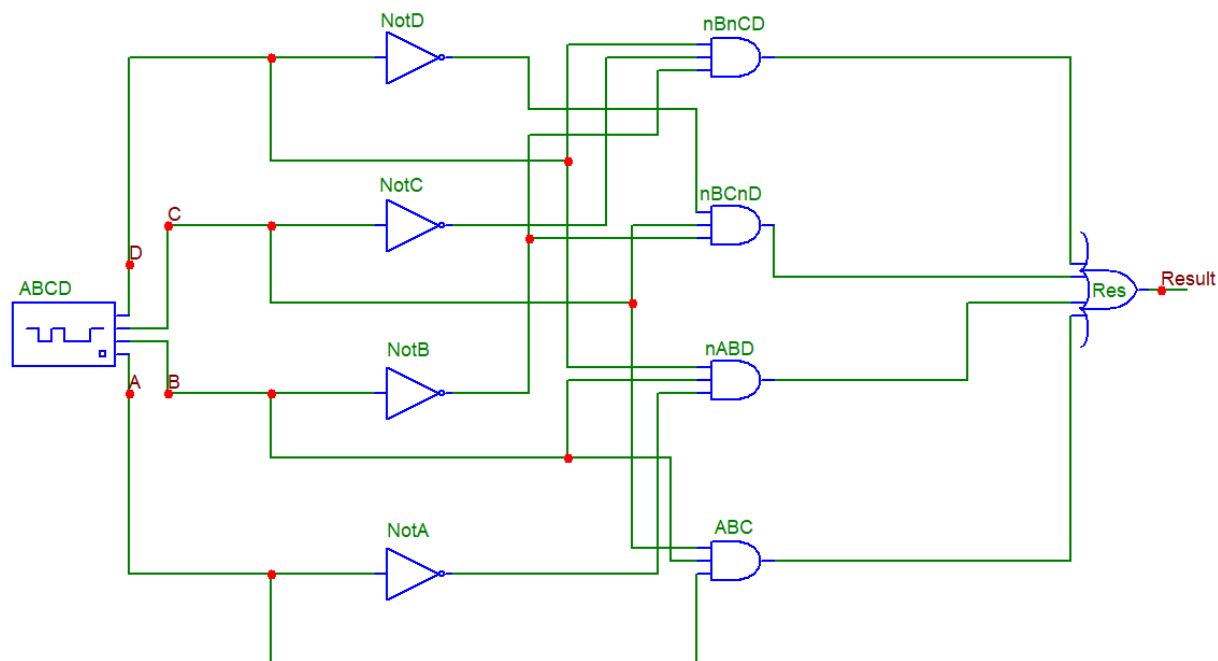 NotD
nBnCD
NotC
nBCnD
C
D
ABCD
Result
Res
NotB
nABD
A
B
NotA
ABC